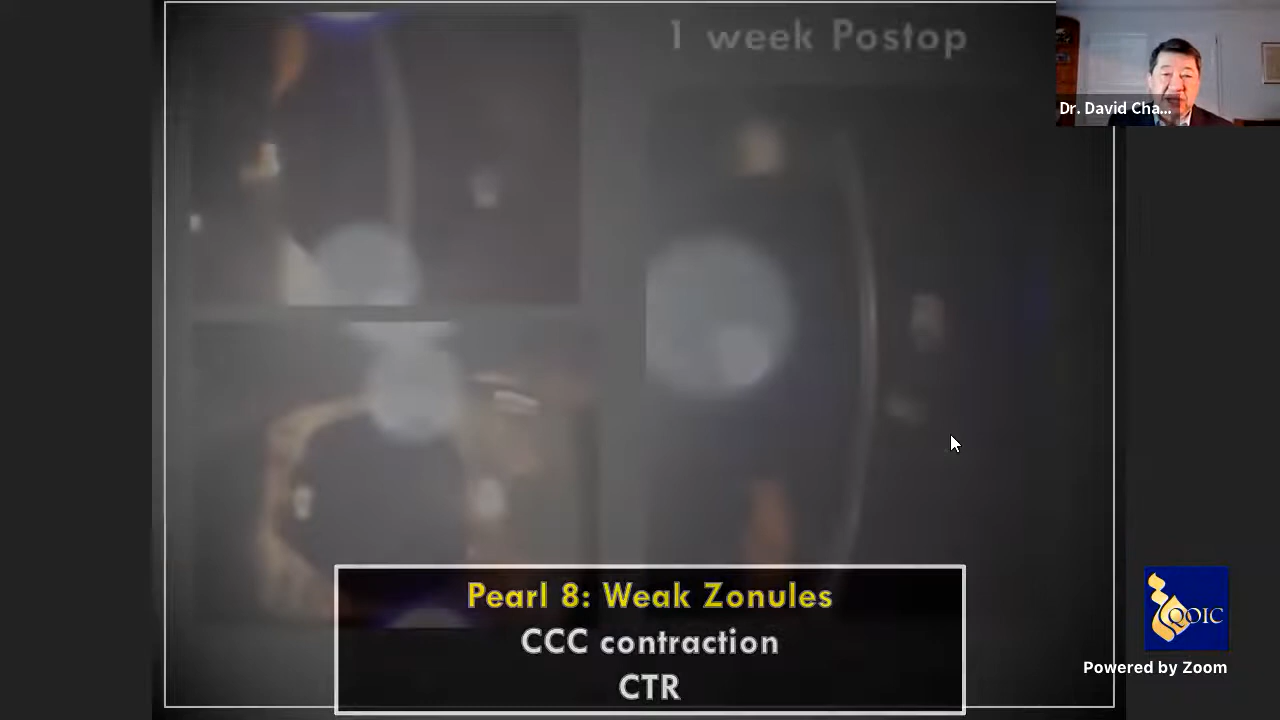 1 week Postop
Dr. David Cha...
Pearl 8: Weak Zonules
CCC contraction
CTR
QOIC
Powered by Zoom